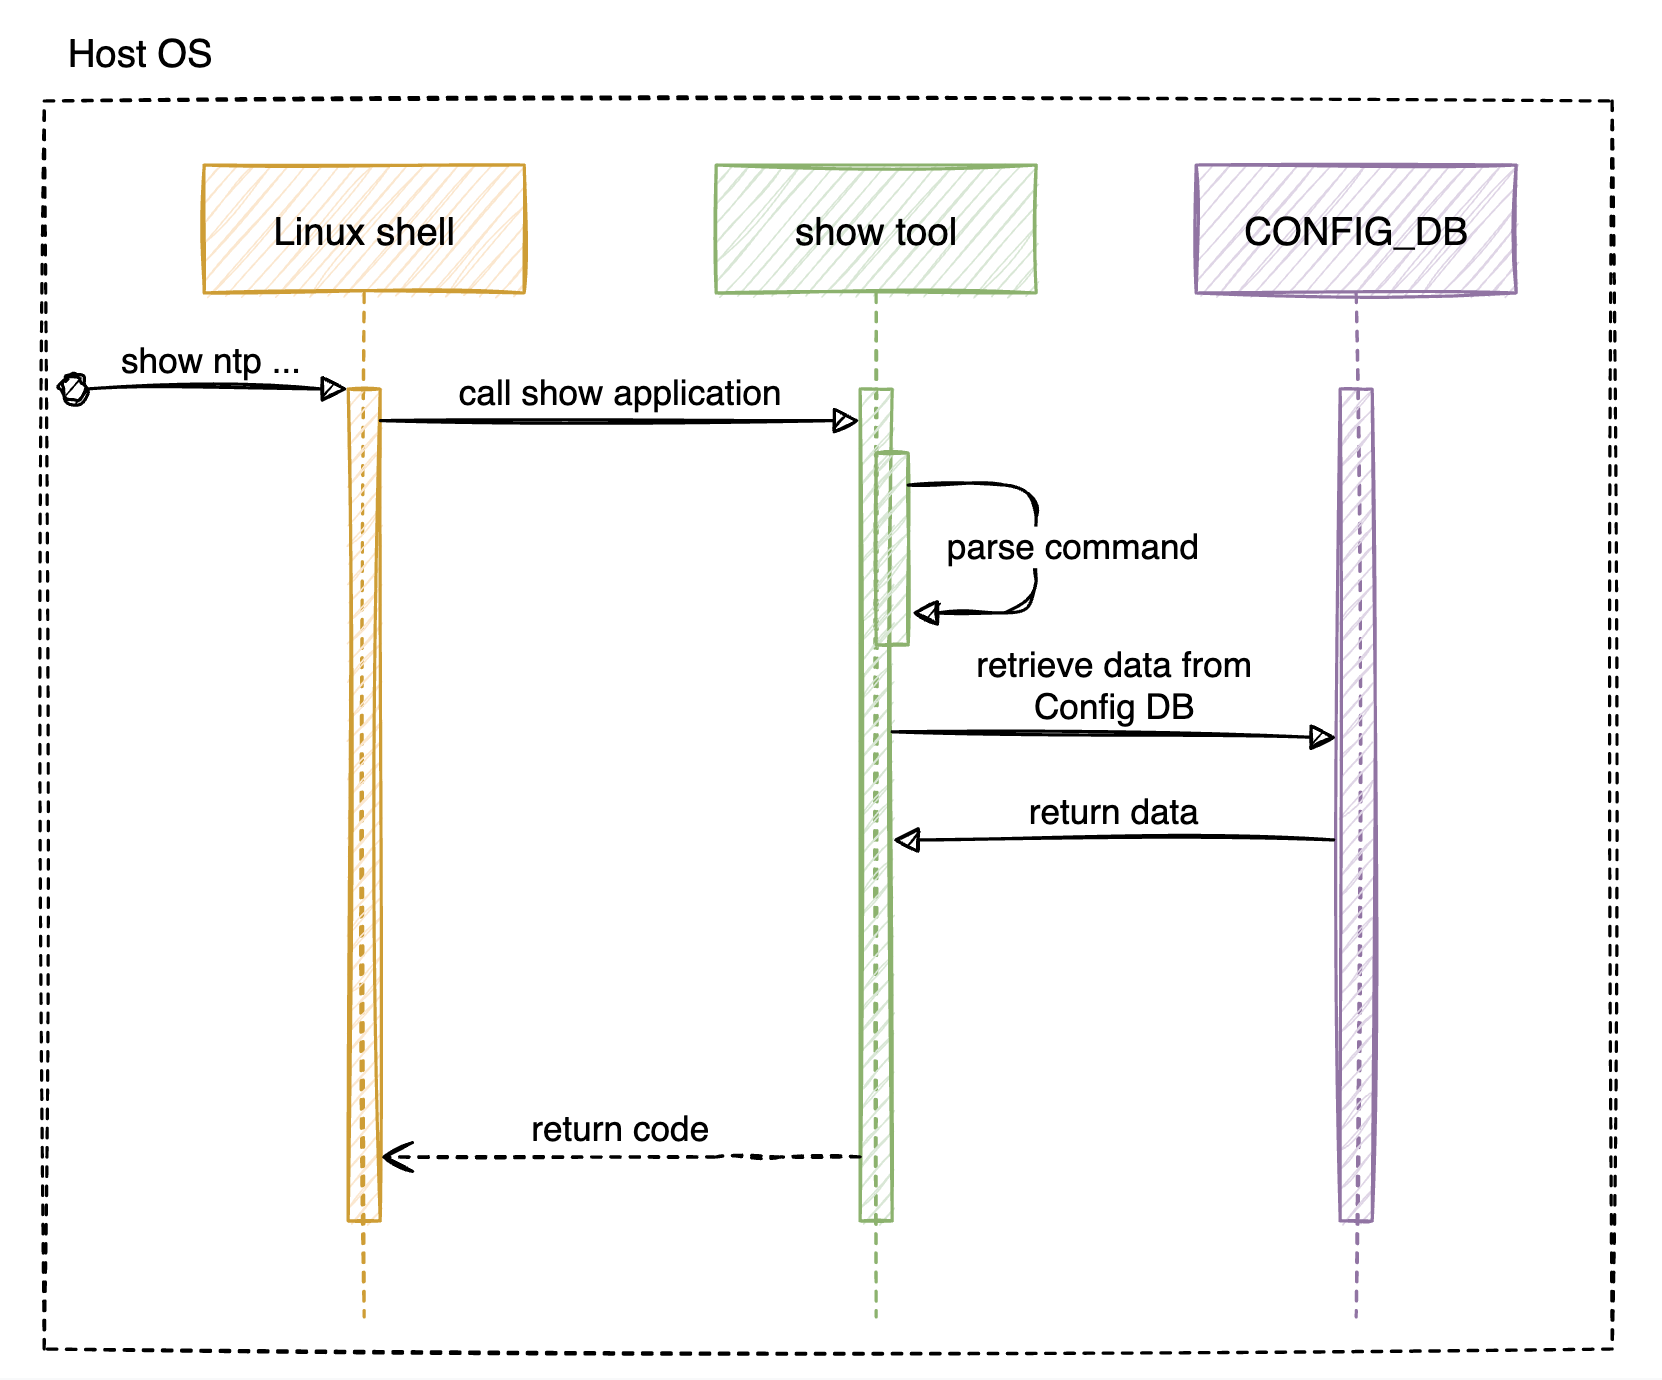 Host OS
Linux shell
show tool
CONFIG_DB
show ntp ...
call show application
parse command
retrieve data from
Config DB
return data
return code